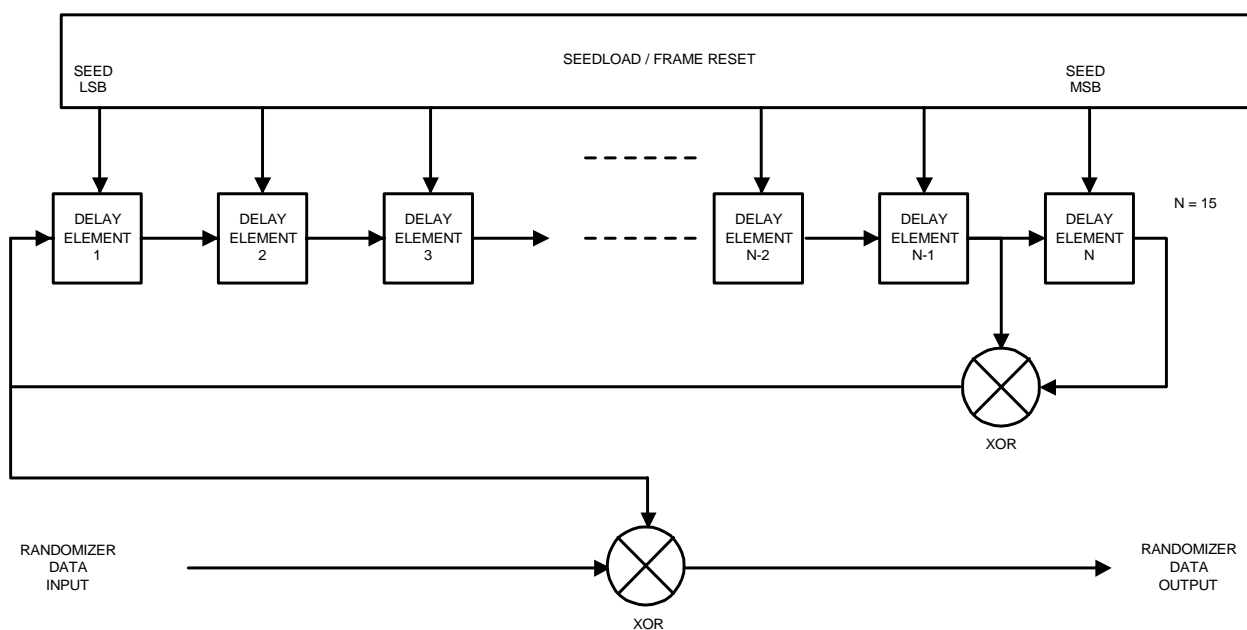 SEEDLOAD / FRAME RESET
SEED
LSB
SEED
MSB
DELAY
ELEMENT
1
DELAY
ELEMENT
2
DELAY
ELEMENT
3
DELAY
ELEMENT
N-2
DELAY
ELEMENT
N-1
DELAY
ELEMENT
N
N = 15
XOR
RANDOMIZER
DATA
INPUT
XOR
RANDOMIZER
DATA
OUTPUT